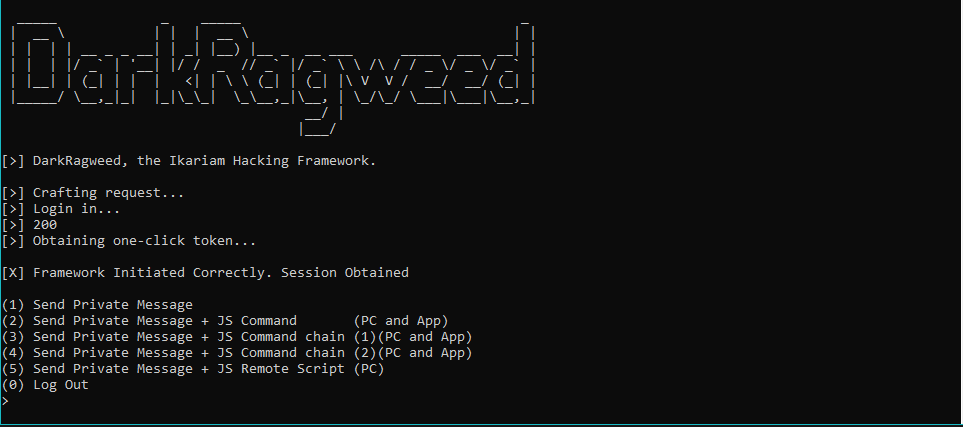 DarkRagweed
[>] DarkRagweed, the Ikariam Hacking Framework.
[>] Crafting request...
[>] Login in...
[>] 200
[>] Obtaining one-click token...
[X] Framework Initiated Correctly. Session Obtained
(1) Send Private Message
(2) Send Private Message + JS Command       (PC and App)
(3) Send Private Message + JS Command chain (1)(PC and App)
(4) Send Private Message + JS Command chain (2)(PC and App)
(5) Send Private Message + JS Remote Script (PC)
(0) Log Out
>